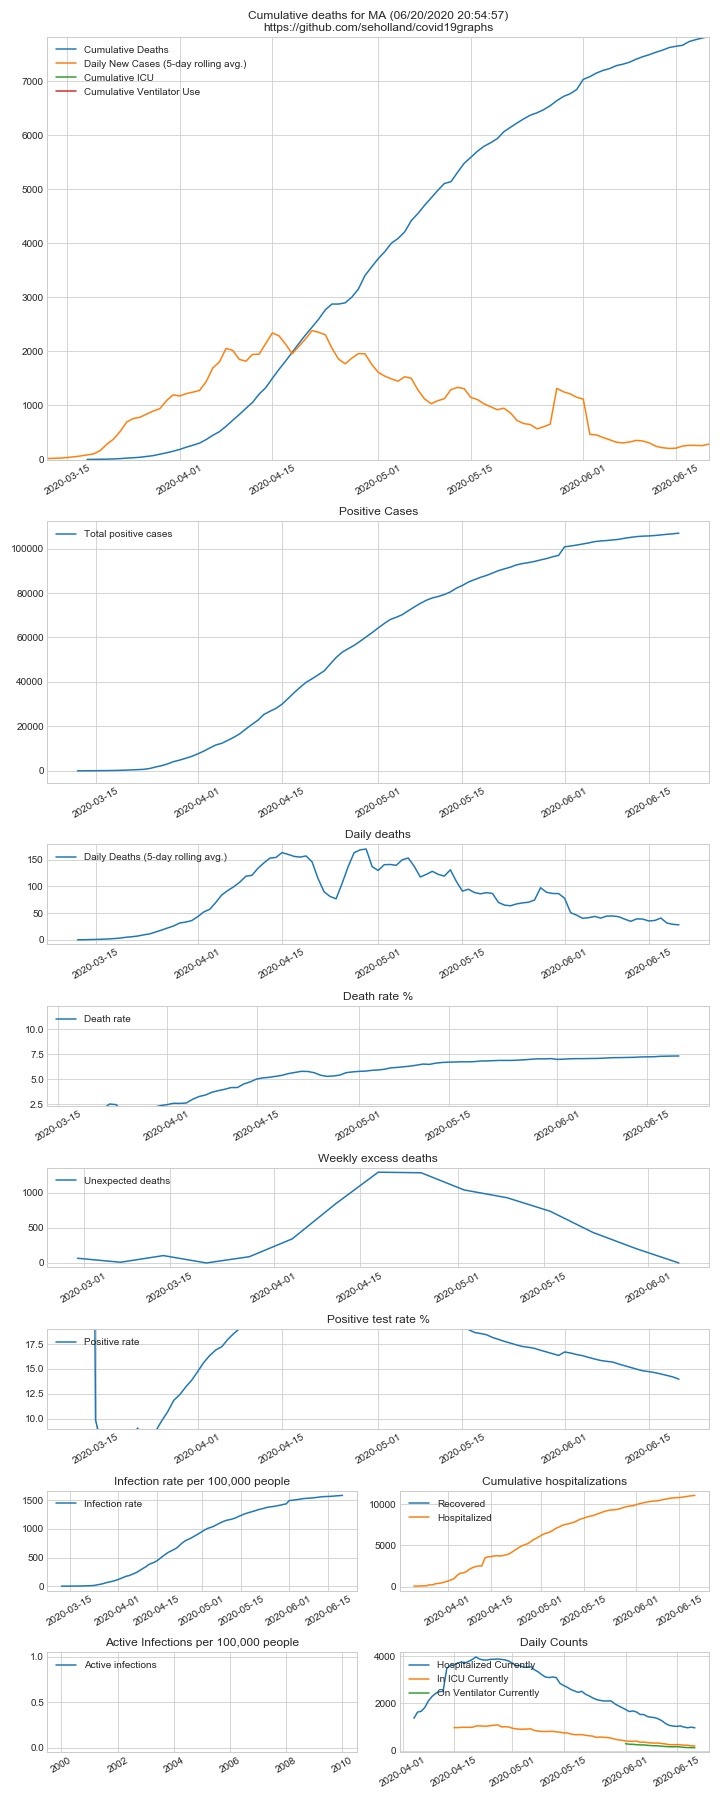 Cumulative deaths for MA (06/20/2020 20:54:57)
https://github.com/seholland/covid19graphs
Cumulative Deaths
Daily New Cases (5-day rolling avg.)
Cumulative ICU
Cumulative Ventilator Use
7000
6000
5000
4000
3000
2000
1000
0
2020-03-15 2020-04-01 2020-04-15 2020-05-01 2020-05-15 2020-06-01 2020-06-15
Positive Cases
Total positive cases
100000
80000
60000
40000
20000
0
2020-03-15 2020-04-01 2020-04-15 2020-05-01 2020-05-15 2020-06-01 2020-06-15
Daily deaths
Daily Deaths (5-day rolling avg.)
150
100
50
0
2020-03-15 2020-04-01 2020-04-15 2020-05-01 2020-05-15 2020-06-01 2020-06-15
Death rate %
Death rate
10.0
7.5
5.0
2.5
2020-03-15 2020-04-01 2020-04-15 2020-05-01 2020-05-15 2020-06-01 2020-06-15
Weekly excess deaths
Unexpected deaths
1000
500
0
2020-03-01 2020-03-15 2020-04-01 2020-04-15 2020-05-01 2020-05-15 2020-06-01
Positive test rate %
Positive rate
17.5
15.0
12.5
10.0
2020-03-15 2020-04-01 2020-04-15 2020-05-01 2020-05-15 2020-06-01 2020-06-15
Infection rate per 100,000 people
Infection rate
1500
1000
500
0
2020-03-15 2020-04-01 2020-04-15 2020-05-01 2020-05-15 2020-06-01 2020-06-15
Cumulative hospitalizations
Recovered
Hospitalized
10000
5000
0
2020-04-01 2020-04-15 2020-05-01 2020-05-15 2020-06-01 2020-06-15
Active Infections per 100,000 people
Active infections
1.0
0.5
0.0
2000 2002 2004 2006 2008 2010
Daily Counts
Hospitalized Currently
In ICU Currently
On Ventilator Currently
4000
2000
0
2020-04-01 2020-04-15 2020-05-01 2020-05-15 2020-06-01 2020-06-15